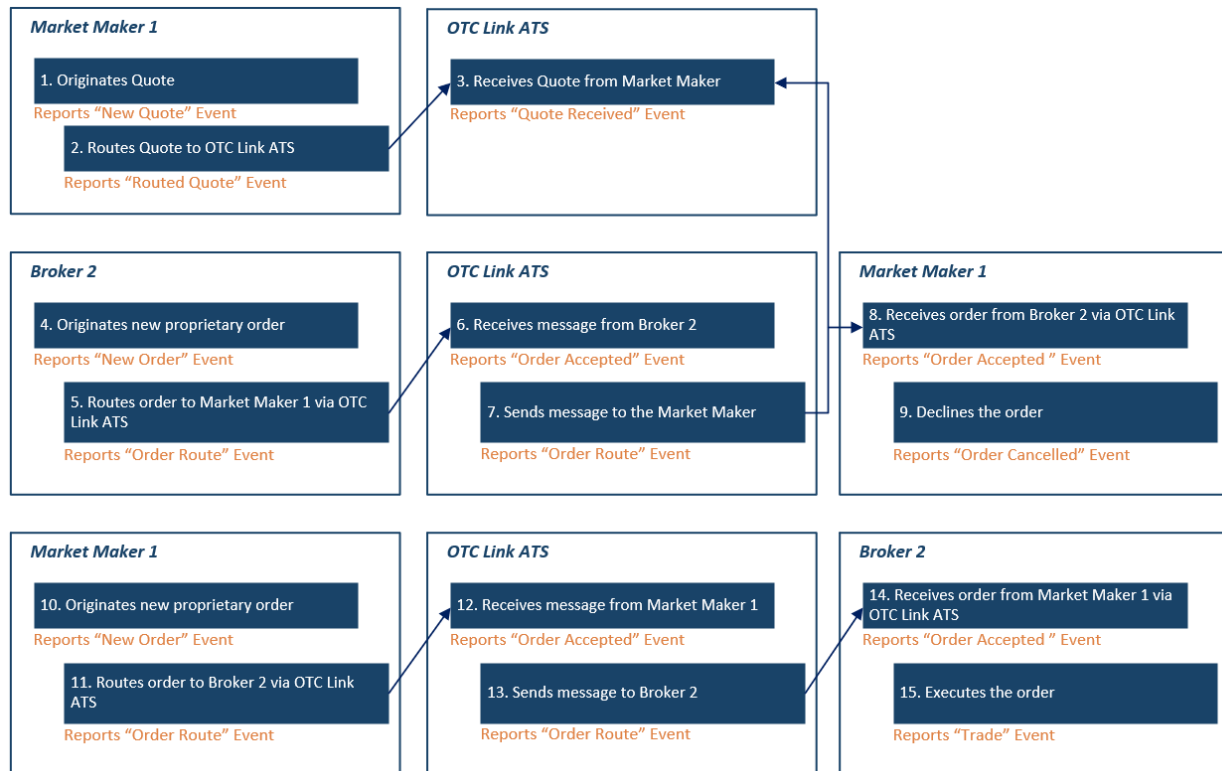 Market Maker 1
1. Originates Quote
Reports “New Quote” Event
2. Routes Quote to OTC Link ATS
Reports “Routed Quote” Event
OTC Link ATS
3. Receives Quote from Market Maker
Reports “Quote Received” Event
Broker 2
4. Originates new proprietary order
Reports “New Order” Event
5. Routes order to Market Maker 1 via OTC
Link ATS
Reports “Order Route” Event
OTC Link ATS
6. Receives message from Broker 2
Reports “Order Accepted” Event
7. Sends message to the Market Maker
Reports “Order Route” Event
Market Maker 1
8. Receives order from Broker 2 via OTC Link
ATS
Reports “Order Accepted ” Event
9. Declines the order
Reports “Order Cancelled” Event
Market Maker 1
10. Originates new proprietary order
Reports “New Order” Event
11. Routes order to Broker 2 via OTC Link
ATS
Reports “Order Route” Event
OTC Link ATS
12. Receives message from Market Maker 1
Reports “Order Accepted” Event
13. Sends message to Broker 2
Reports “Order Route” Event
Broker 2
14. Receives order from Market Maker 1 via
OTC Link ATS
Reports “Order Accepted ” Event
15. Executes the order
Reports “Trade” Event